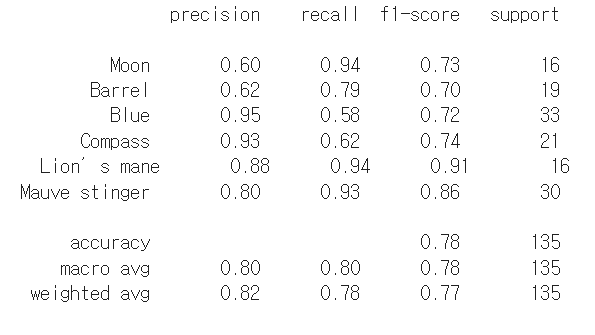 precision recall f1-score support
Moon 0.60 0.94 0.73 16
Barrel 0.62 0.79 0.70 19
Blue 0.95 0.58 0.72 33
Compass 0.93 0.62 0.74 21
Lion’s mane 0.88 0.94 0.91 16
Mauve stinger 0.80 0.93 0.86 30
accuracy 0.78 135
macro avg 0.80 0.80 0.78 135
weighted avg 0.82 0.78 0.77 135